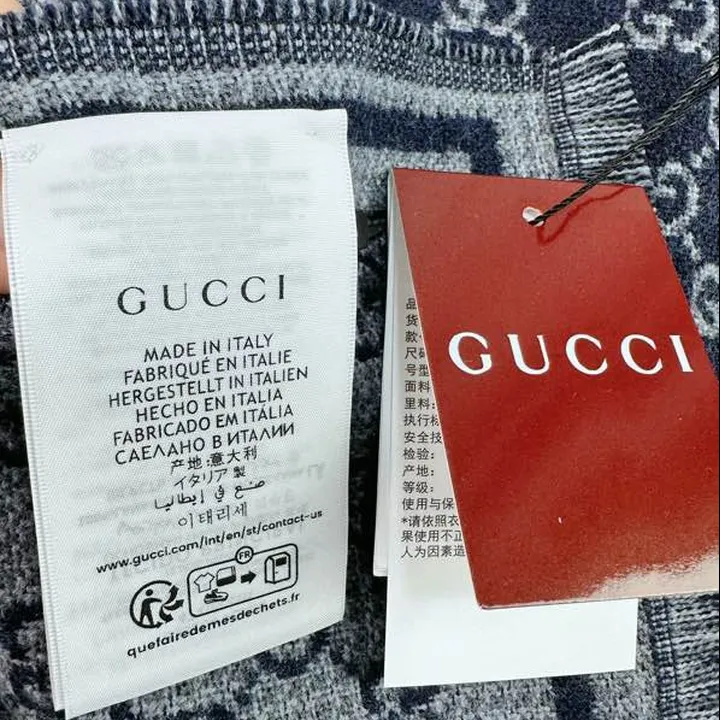 GUCCI
MADE IN ITALY
FABRIQUÉ EN ITALIE
HERGESTELLT IN ITALIEN
HECHO EN ITALIA
FABRICADO EM ITÁLIA
СДЕЛАНО В ИТАЛИИ
产地:意大利
イタリア製
صنع في إيطاليا
이태리제
www.gucci.com/int/en/st/contact-us
FR
quefairedemesdechets.fr
GUCCI
品
货
款
尺码
号型
面料
里料:
执行标
安全技
检验:
产地:
等级:
使用与保
*请依照衣
果使用不正
人为因素造